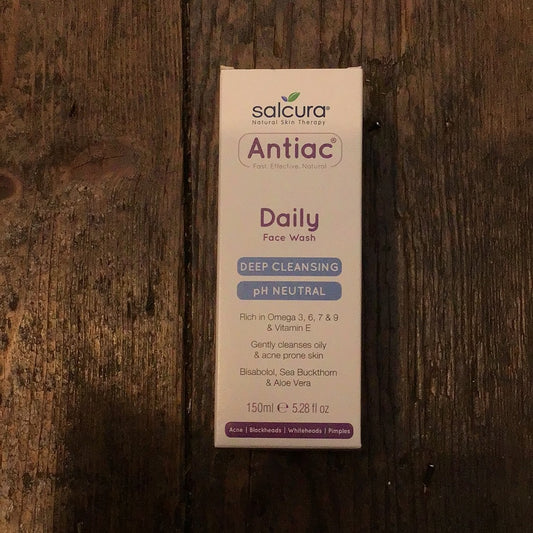 salcura®
Natural Skin Therapy
Antiac®
Fast. Effective. Natural.
Daily
Face Wash
DEEP CLEANSING
pH NEUTRAL
Rich in Omega 3, 6, 7 & 9
& Vitamin E
Gently cleanses oily
& acne prone skin
Bisabolol, Sea Buckthorn
& Aloe Vera
150ml ℮ 5.28 fl oz
Acne | Blackheads | Whiteheads | Pimples